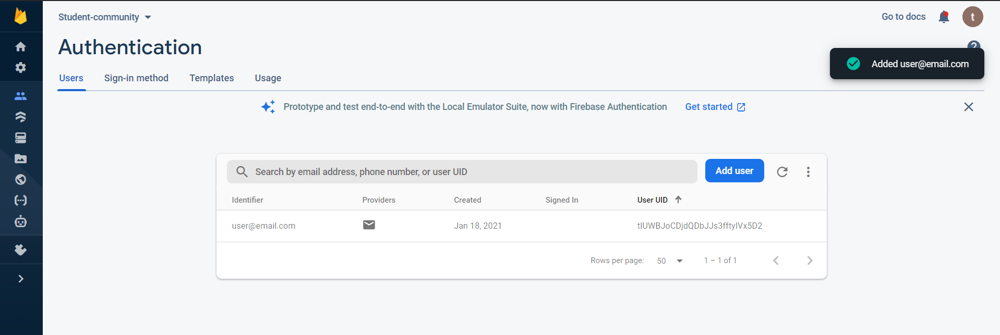 Student-community
Go to docs
t
Authentication
?
Added user@email.com
Users Sign-in method Templates Usage
Prototype and test end-to-end with the Local Emulator Suite, now with Firebase Authentication Get started
Search by email address, phone number, or user UID
Add user
Identifier Providers Created Signed In User UID
user@email.com Jan 18, 2021 tIUWBJoCDjdQDbJJs3fftyIVx5D2
Rows per page: 50 1 – 1 of 1